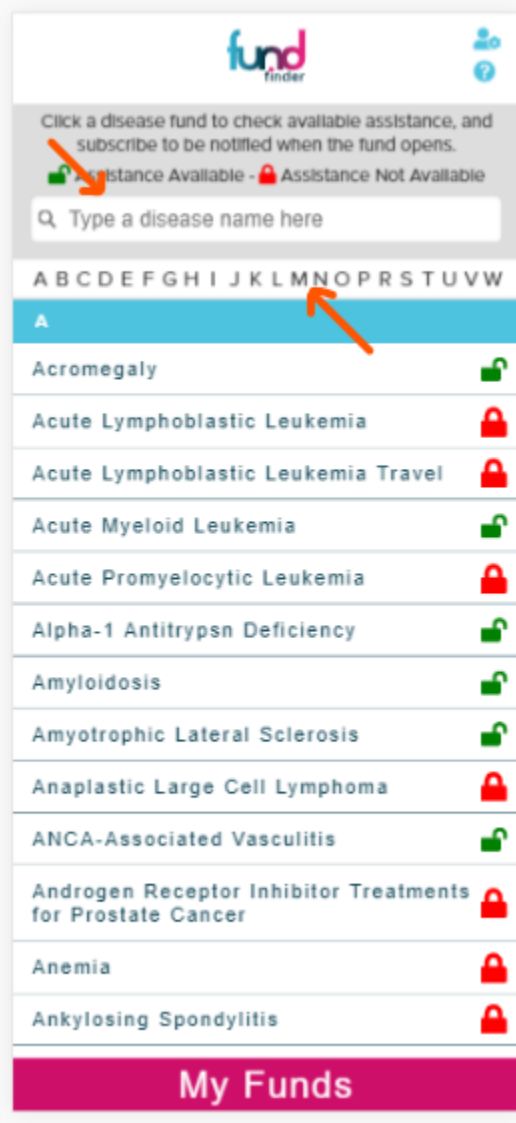 fund
finder
Click a disease fund to check available assistance, and
subscribe to be notified when the fund opens.
Assistance Available - Assistance Not Available
Type a disease name here
A B C D E F G H I J K L M N O P R S T U V W
A
Acromegaly
Acute Lymphoblastic Leukemia
Acute Lymphoblastic Leukemia Travel
Acute Myeloid Leukemia
Acute Promyelocytic Leukemia
Alpha-1 Antitrypsn Deficiency
Amyloidosis
Amyotrophic Lateral Sclerosis
Anaplastic Large Cell Lymphoma
ANCA-Associated Vasculitis
Androgen Receptor Inhibitor Treatments
for Prostate Cancer
Anemia
Ankylosing Spondylitis
My Funds